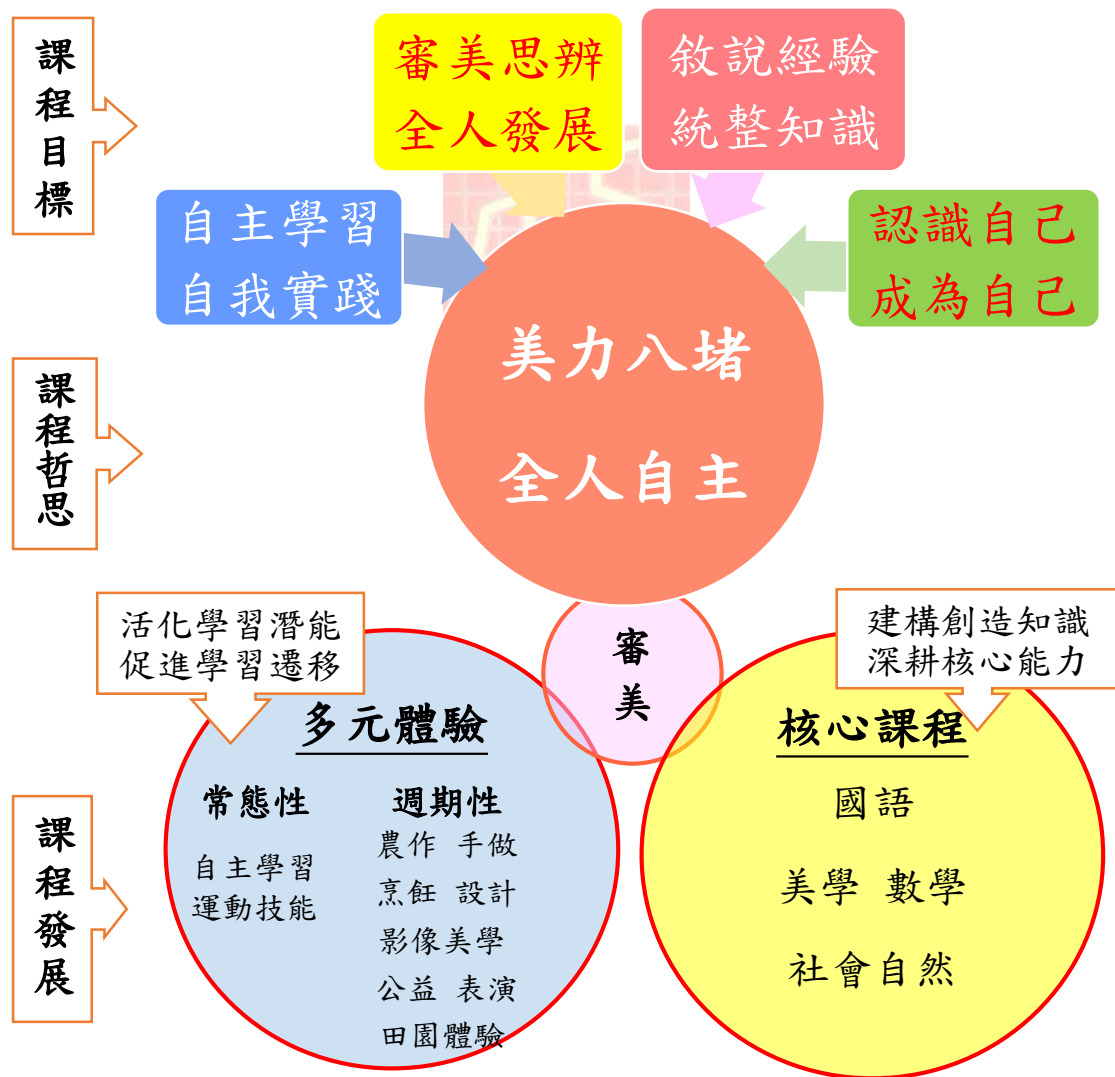 課程目標
審美思辨
全人發展
敘說經驗
統整知識
自主學習
自我實踐
認識自己
成為自己
課程哲思
美力八堵
全人自主
審美
活化學習潛能
促進學習遷移
建構創造知識
深耕核心能力
課程發展
多元體驗
常態性
自主學習
運動技能
週期性
農作 手做
烹飪 設計
影像美學
公益 表演
田園體驗
核心課程
國語
美學 數學
社會自然